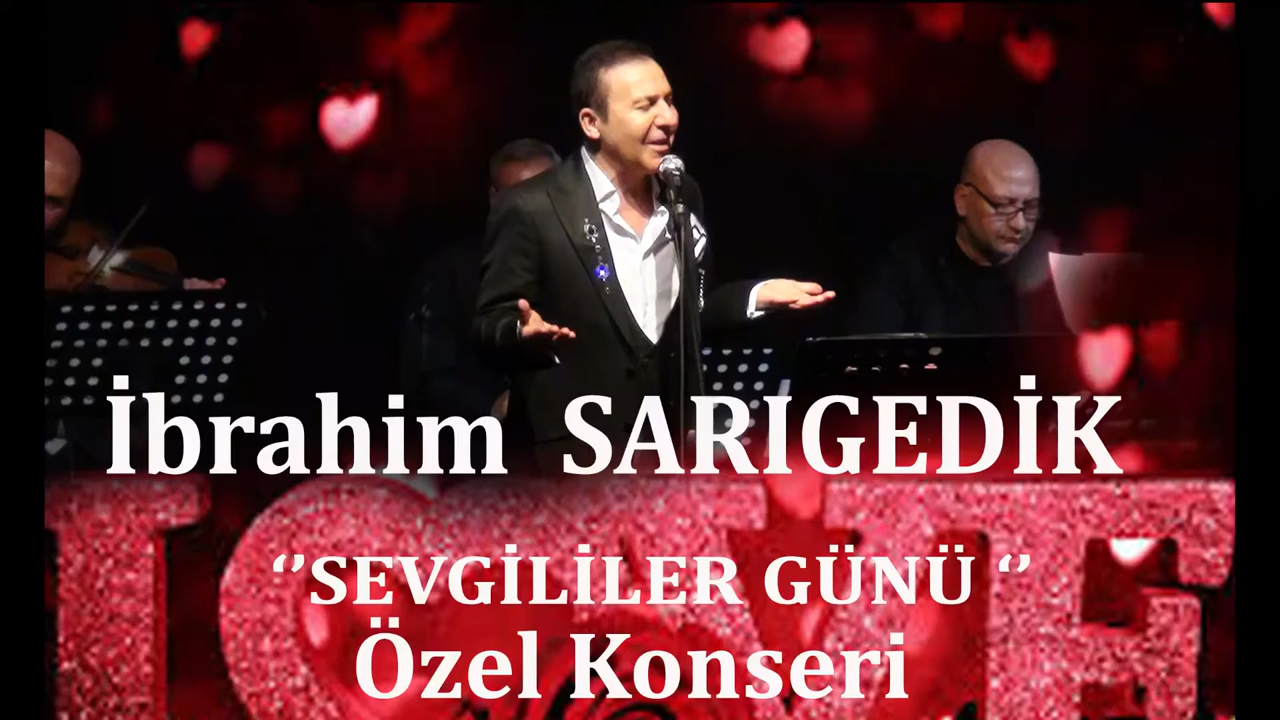 İbrahim SARIGEDİK
‘’SEVGİLİLER GÜNÜ ‘’
Özel Konseri